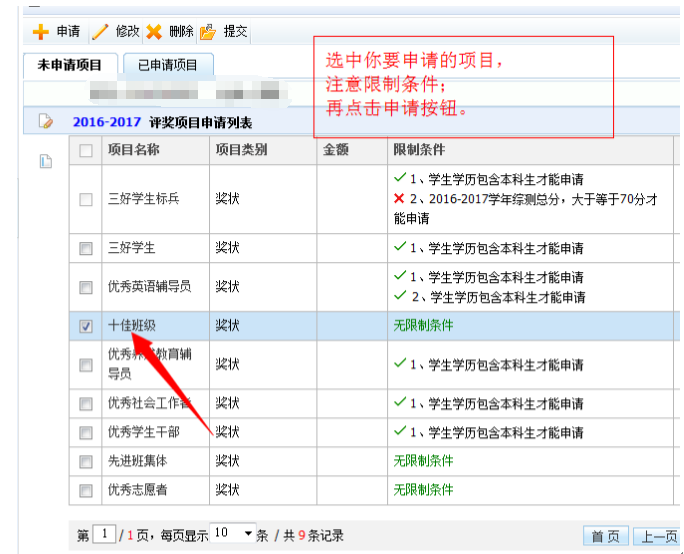 申请 修改 删除 提交
未申请项目 已申请项目
选中你要申请的项目，
注意限制条件；
再点击申请按钮。
2016-2017 评奖项目申请列表
项目名称 项目类别 金额 限制条件
三好学生标兵 奖状 1、学生学历包含本科生才能申请
2、2016-2017学年综测总分，大于等于70分才
能申请
三好学生 奖状 1、学生学历包含本科生才能申请
优秀英语辅导员 奖状 1、学生学历包含本科生才能申请
2、学生学历包含本科生才能申请
十佳班级 奖状 无限制条件
优秀 教育辅
导员 奖状 1、学生学历包含本科生才能申请
优秀社会工作者 奖状 1、学生学历包含本科生才能申请
优秀学生干部 奖状 1、学生学历包含本科生才能申请
先进班集体 奖状 无限制条件
优秀志愿者 奖状 无限制条件
第 1 / 1 页，每页显示 10 条 / 共 9 条记录 首页 上一页